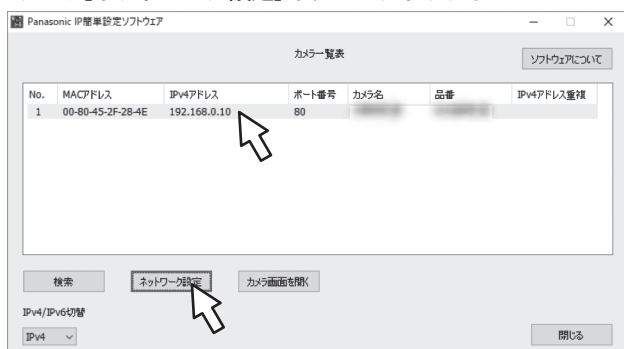 Panasonic IP簡単設定ソフトウェア
カメラ一覧表
ソフトウェアについて
No. MACアドレス IPv4アドレス ポート番号 カメラ名 品番 IPv4アドレス重複
1 00-80-45-2F-28-4E 192.168.0.10 80
検索 ネットワーク設定 カメラ画面を開く
IPv4/IPv6切替
IPv4 閉じる